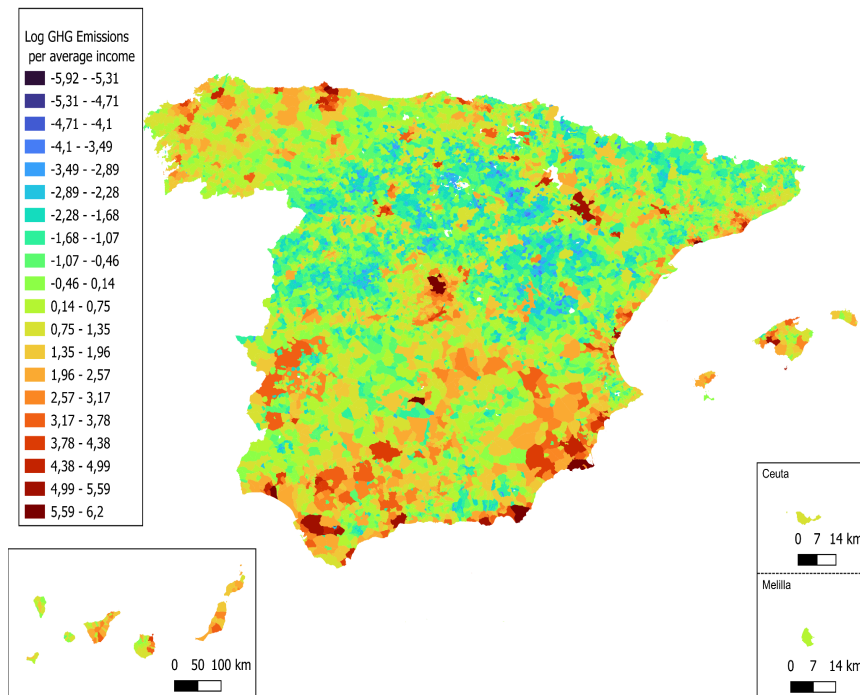 Log GHG Emissions
per average income
-5,92 - -5,31
-5,31 - -4,71
-4,71 - -4,1
-4,1 - -3,49
-3,49 - -2,89
-2,89 - -2,28
-2,28 - -1,68
-1,68 - -1,07
-1,07 - -0,46
-0,46 - 0,14
0,14 - 0,75
0,75 - 1,35
1,35 - 1,96
1,96 - 2,57
2,57 - 3,17
3,17 - 3,78
3,78 - 4,38
4,38 - 4,99
4,99 - 5,59
5,59 - 6,2
Ceuta
0 7 14 km
Melilla
0 7 14 km
0 50 100 km